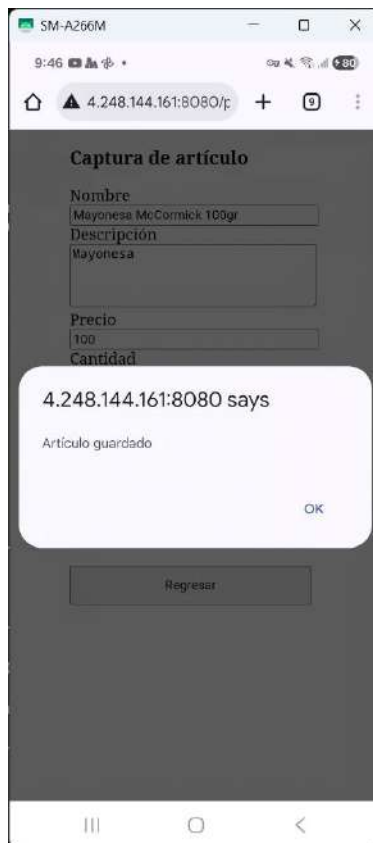 SM-A266M
9:46
80
4.248.144.161:8080/p
9
Captura de artículo
Nombre
Mayonesa McCormick 100gr
Descripción
Mayonesa
Precio
100
Cantidad
4.248.144.161:8080 says
Artículo guardado
OK
Regresar